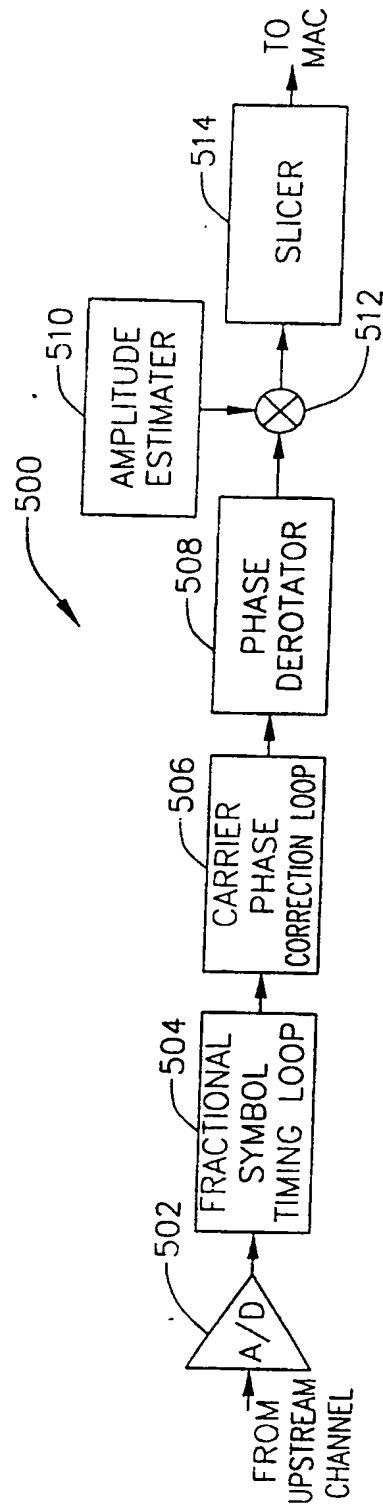 500
FROM
UPSTREAM
CHANNEL
502
A/D
504
FRACTIONAL
SYMBOL
TIMING LOOP
506
CARRIER
PHASE
CORRECTION LOOP
508
PHASE
DEROTATOR
510
AMPLITUDE
ESTIMATER
512
514
SLICER
TO
MAC